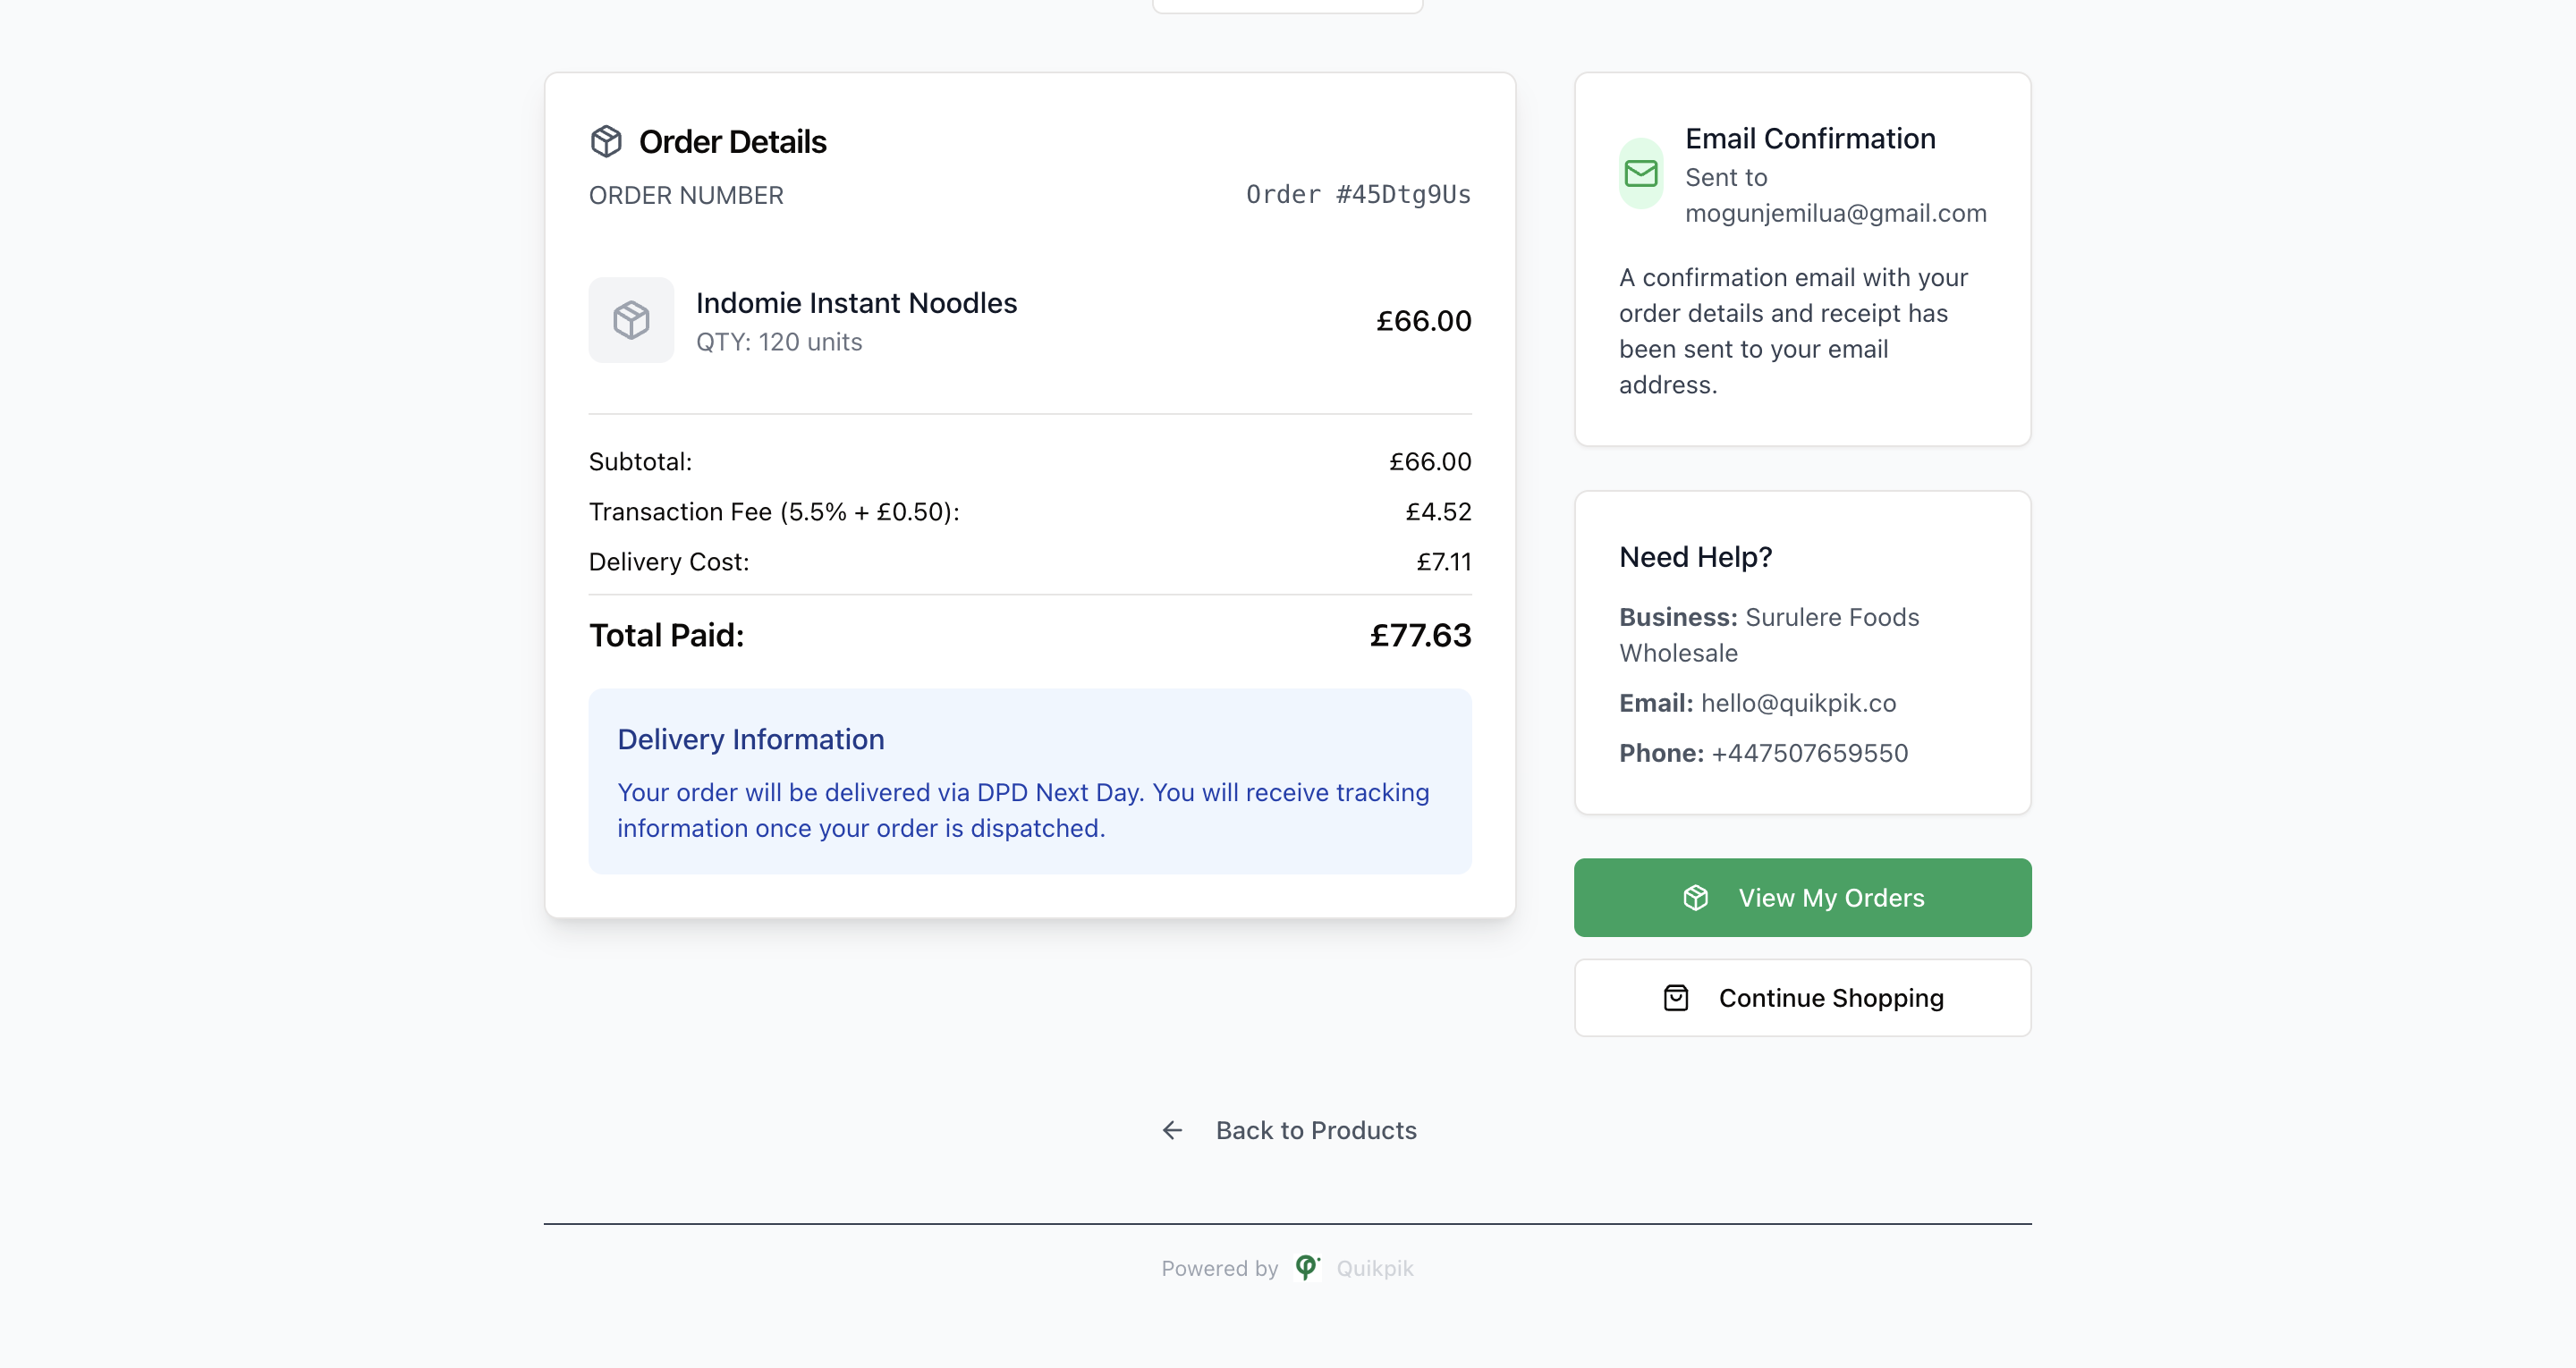 Order Details
ORDER NUMBER
Order #45Dtg9Us
Indomie Instant Noodles
QTY: 120 units
£66.00
Subtotal:
£66.00
Transaction Fee (5.5% + £0.50):
£4.52
Delivery Cost:
£7.11
Total Paid:
£77.63
Delivery Information
Your order will be delivered via DPD Next Day. You will receive tracking
information once your order is dispatched.
Email Confirmation
Sent to
mogunjemilua@gmail.com
A confirmation email with your
order details and receipt has
been sent to your email
address.
Need Help?
Business: Surulere Foods
Wholesale
Email: hello@quikpik.co
Phone: +447507659550
View My Orders
Continue Shopping
Back to Products
Powered by Quikpik